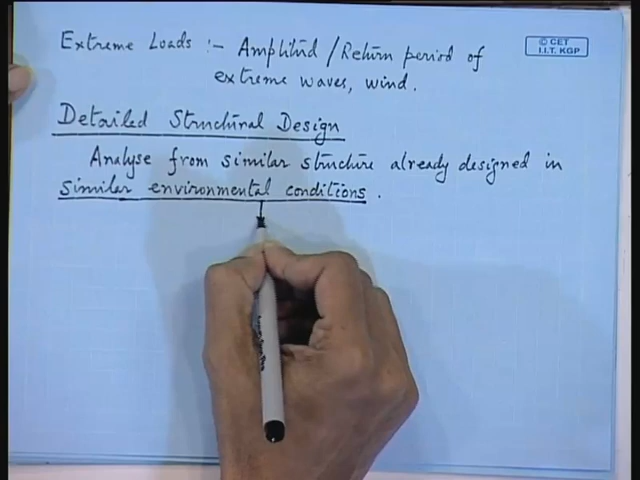 Extreme Loads :- Amplitud / Return period of
extreme waves, wind.
© CET
I.I.T. KGP
Detailed Structural Design
Analyse from similar structure already designed in
similar environmental conditions.